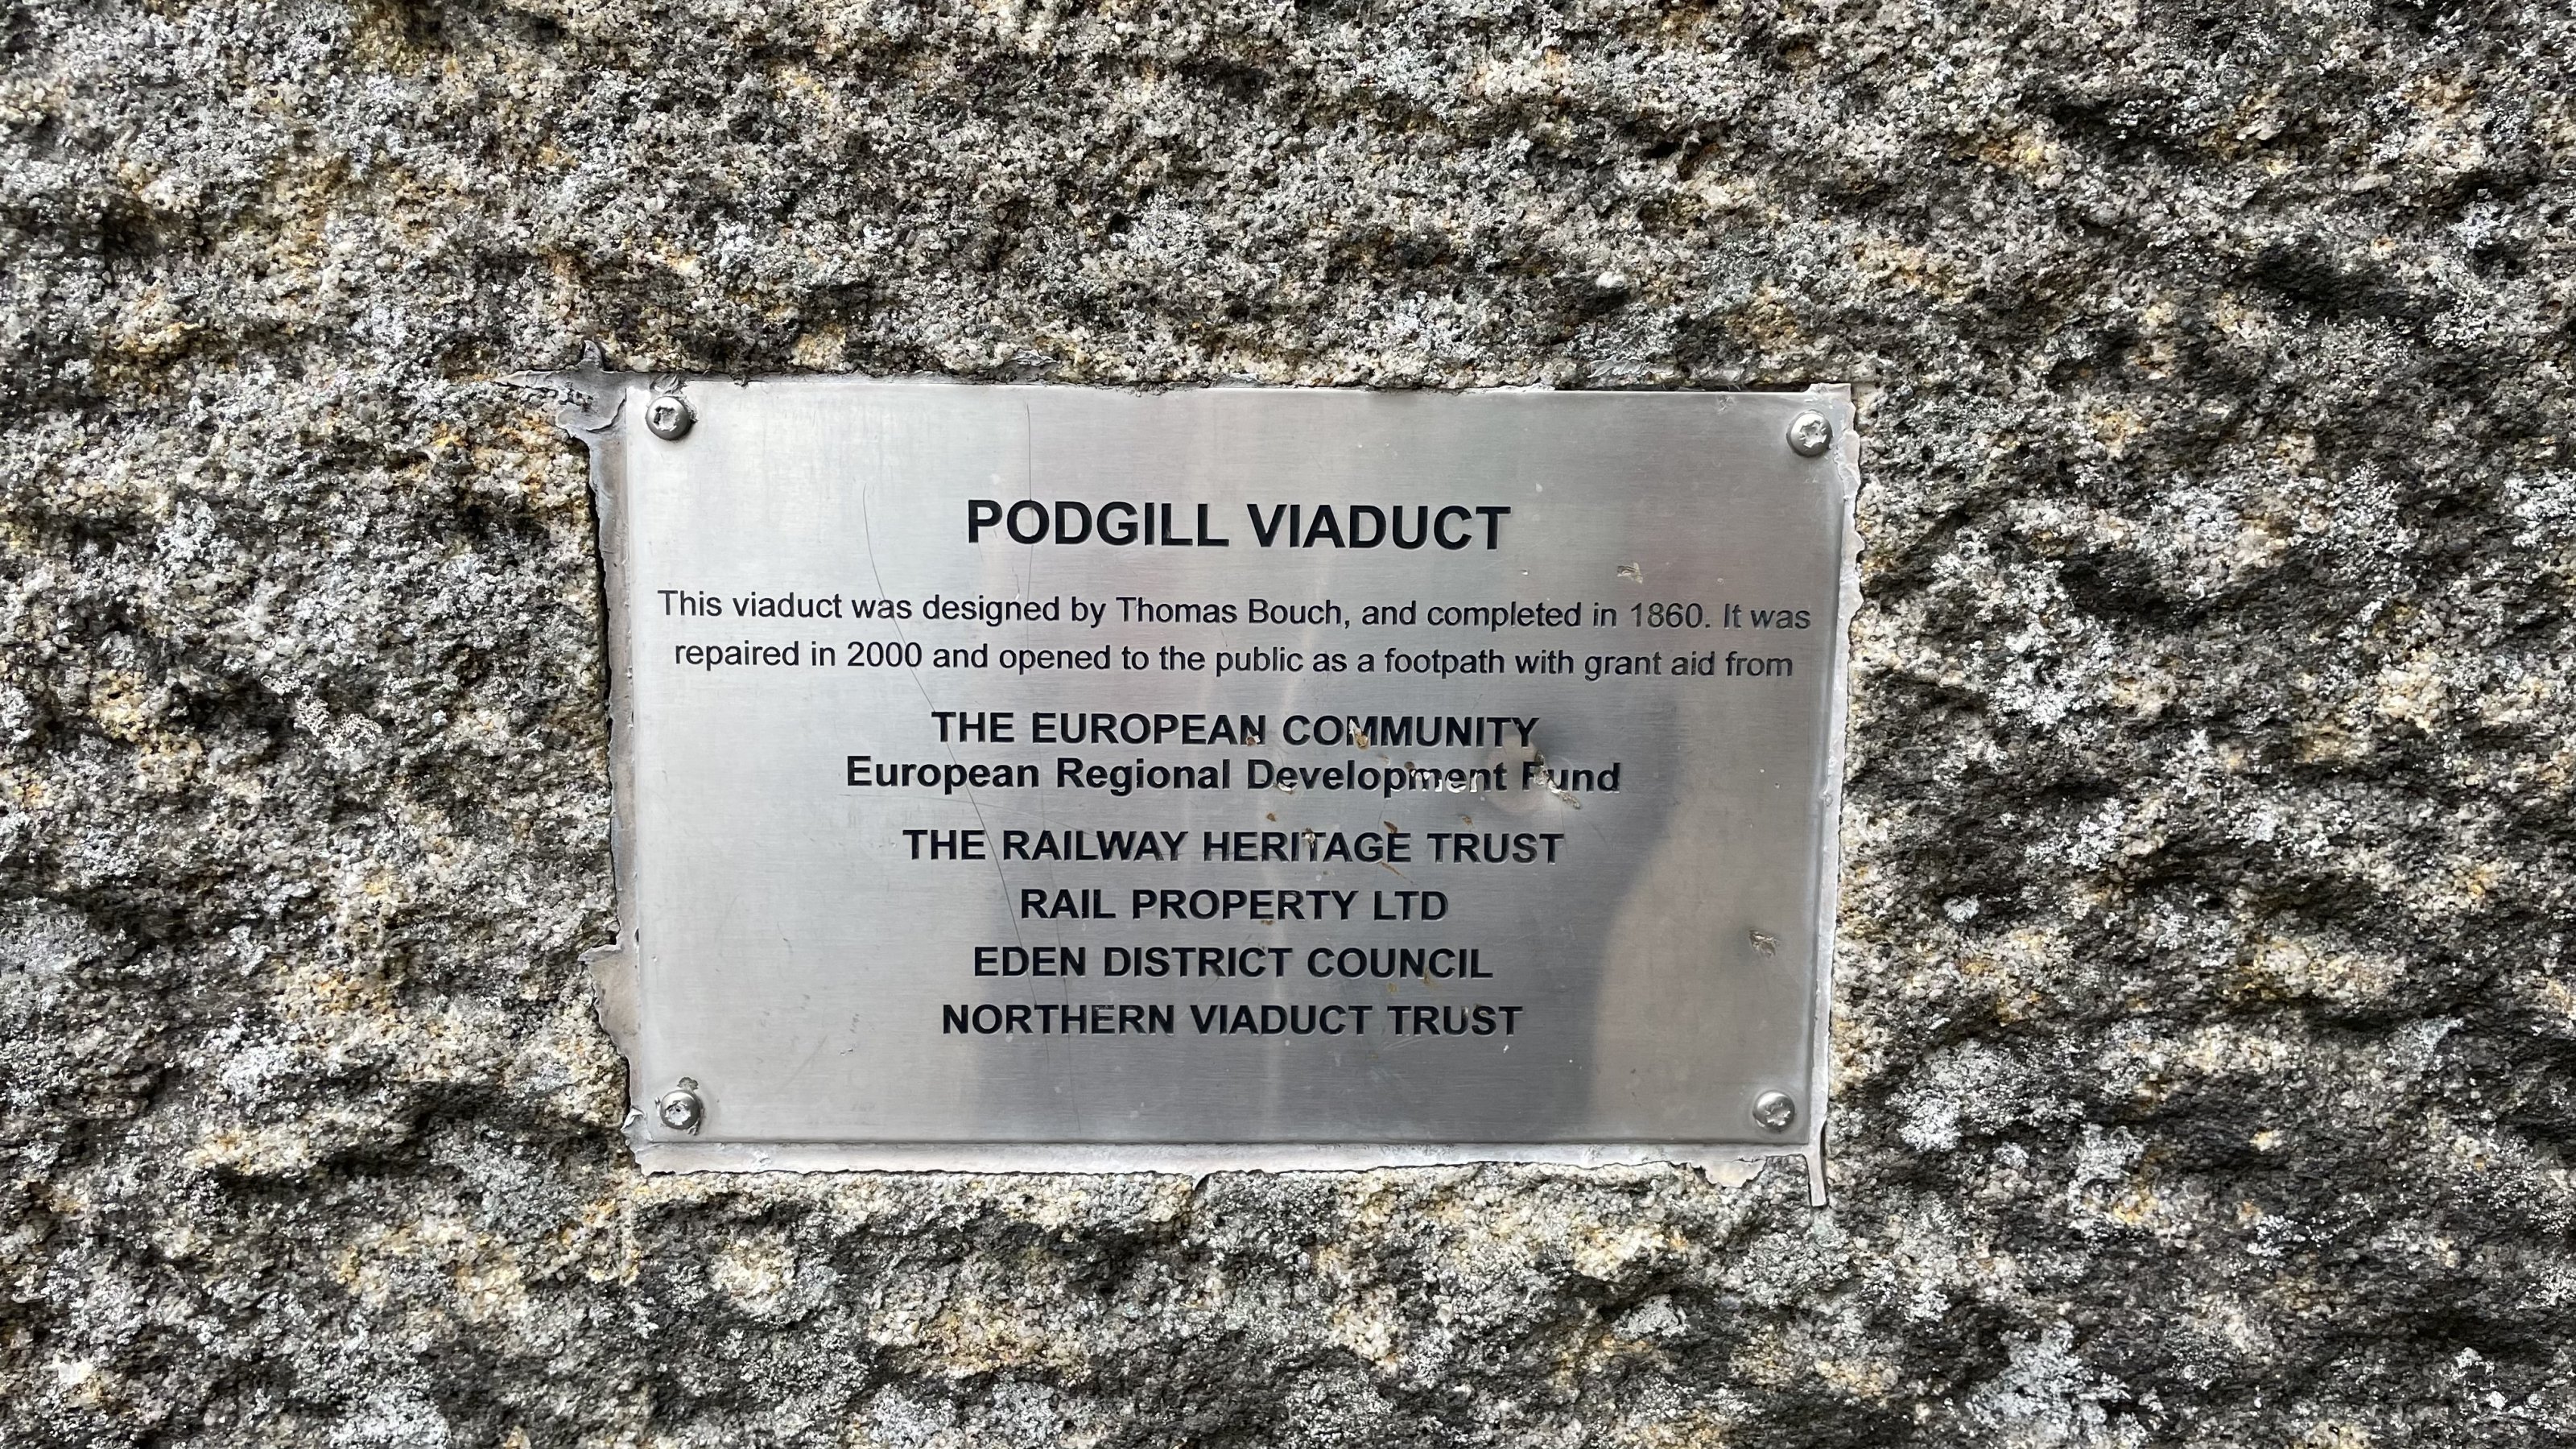 PODGILL VIADUCT
This viaduct was designed by Thomas Bouch, and completed in 1860. It was
repaired in 2000 and opened to the public as a footpath with grant aid from
THE EUROPEAN COMMUNITY
European Regional Development Fund
THE RAILWAY HERITAGE TRUST
RAIL PROPERTY LTD
EDEN DISTRICT COUNCIL
NORTHERN VIADUCT TRUST